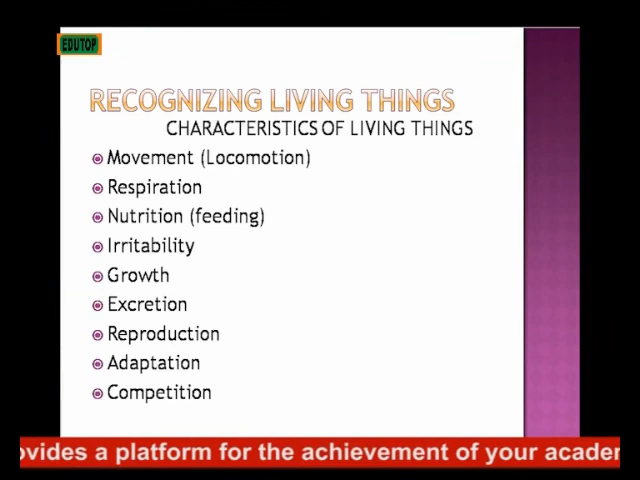 EDUTOP
RECOGNIZING LIVING THINGS
CHARACTERISTICS OF LIVING THINGS
Movement (Locomotion)
Respiration
Nutrition (feeding)
Irritability
Growth
Excretion
Reproduction
Adaptation
Competition
ovides a platform for the achievement of your academ